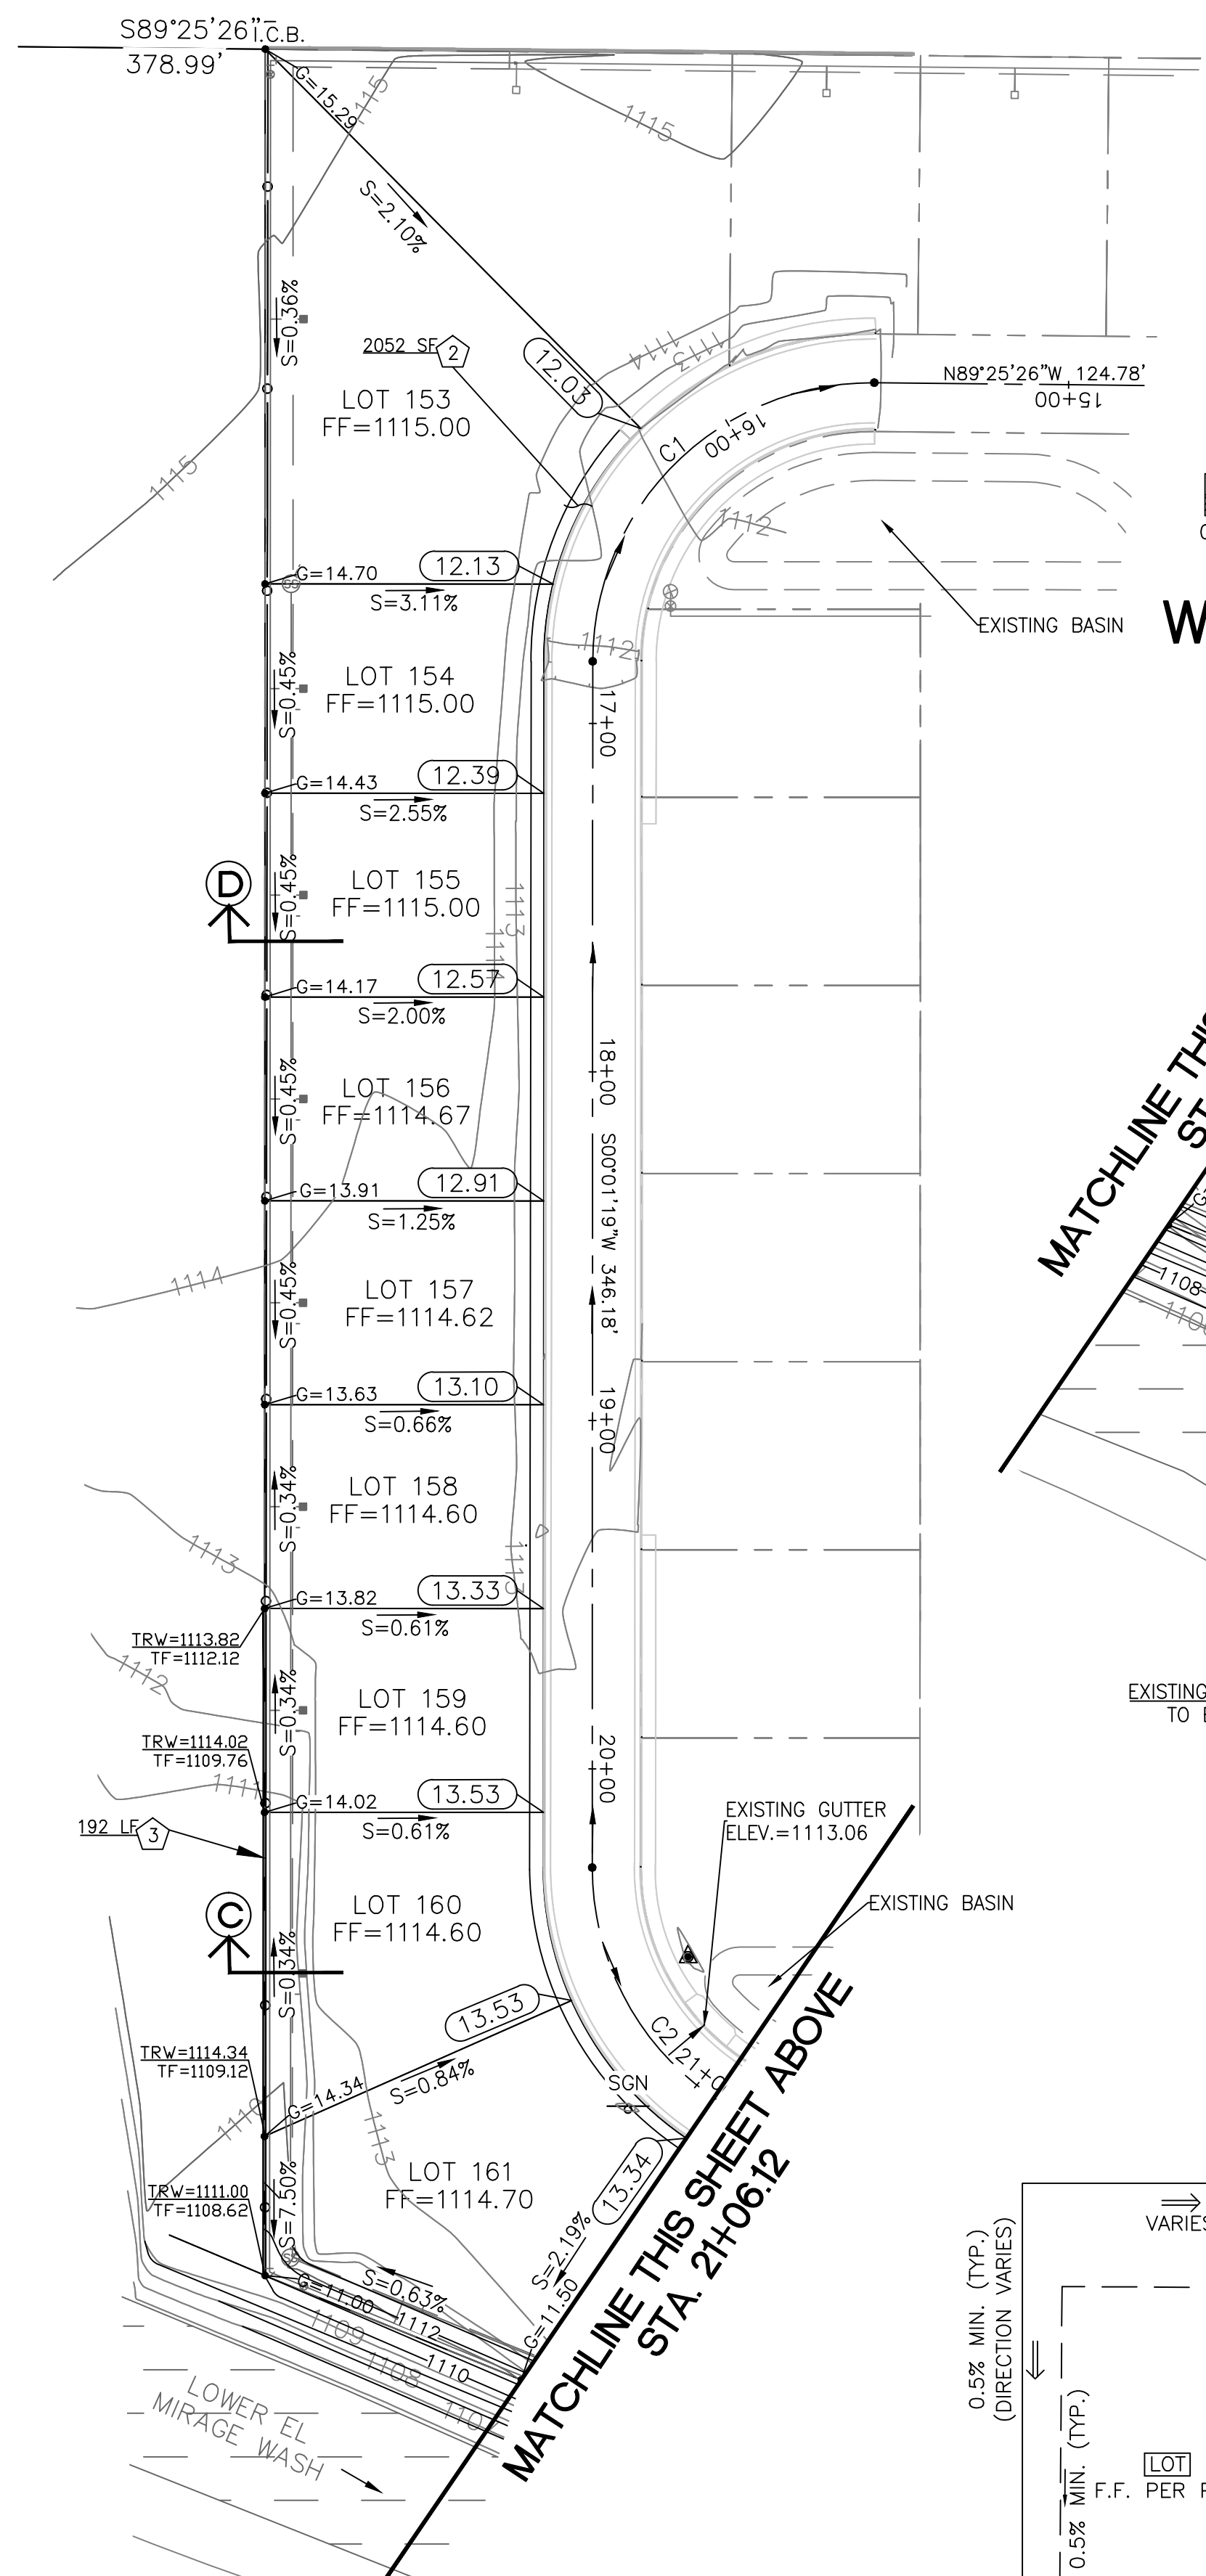 S89°25'26"
I.C.B.
378.99'
G=15.29
1115
1115
S=2.10%
S=0.36%
2052 SF
2
12.03
1114
1113
N89°25'26"W 124.78'
15+00
LOT 153
FF=1115.00
C1
16+00
1115
1112
G=14.70
12.13
S=3.11%
EXISTING BASIN
W
1112
S=0.45%
LOT 154
FF=1115.00
17+00
G=14.43
12.39
S=2.55%
D
S=0.45%
LOT 155
FF=1115.00
1113
1114
G=14.17
12.57
S=2.00%
MATCHLINE THIS
ST
18+00
S=0.45%
LOT 156
FF=1114.67
S00°01'19"W 346.18'
G=13.91
12.91
S=1.25%
1114
1108
S=0.45%
LOT 157
FF=1114.62
G=13.63
13.10
S=0.66%
19+00
S=0.34%
LOT 158
FF=1114.60
1113
1113
G=13.82
13.33
S=0.61%
TRW=1113.82
TF=1112.12
1112
S=0.34%
LOT 159
FF=1114.60
EXISTING
TO
TRW=1114.02
TF=1109.76
1111
20+00
G=14.02
13.53
S=0.61%
192 LF
3
EXISTING GUTTER
ELEV.=1113.06
EXISTING BASIN
C
LOT 160
FF=1114.60
S=0.34%
13.53
C2
21+0
TRW=1114.34
TF=1109.12
G=14.34
S=0.84%
SGN
1110
1113
13.34
LOT 161
FF=1114.70
TRW=1111.00
TF=1108.62
S=7.50%
S=2.19%
S=0.63%
G=11.00
G=11.50
1112
1109
1110
1108
MATCHLINE THIS SHEET ABOVE
STA. 21+06.12
LOWER EL
MIRAGE WASH
VARIES
0.5% MIN. (TYP.)
(DIRECTION VARIES)
0.5% MIN. (TYP.)
LOT
F.F. PER